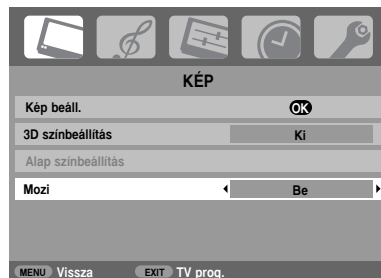 KÉP
Kép beáll. OK
3D színbeállítás Ki
Alap színbeállítás
Mozi Be
MENU Vissza EXIT TV prog.